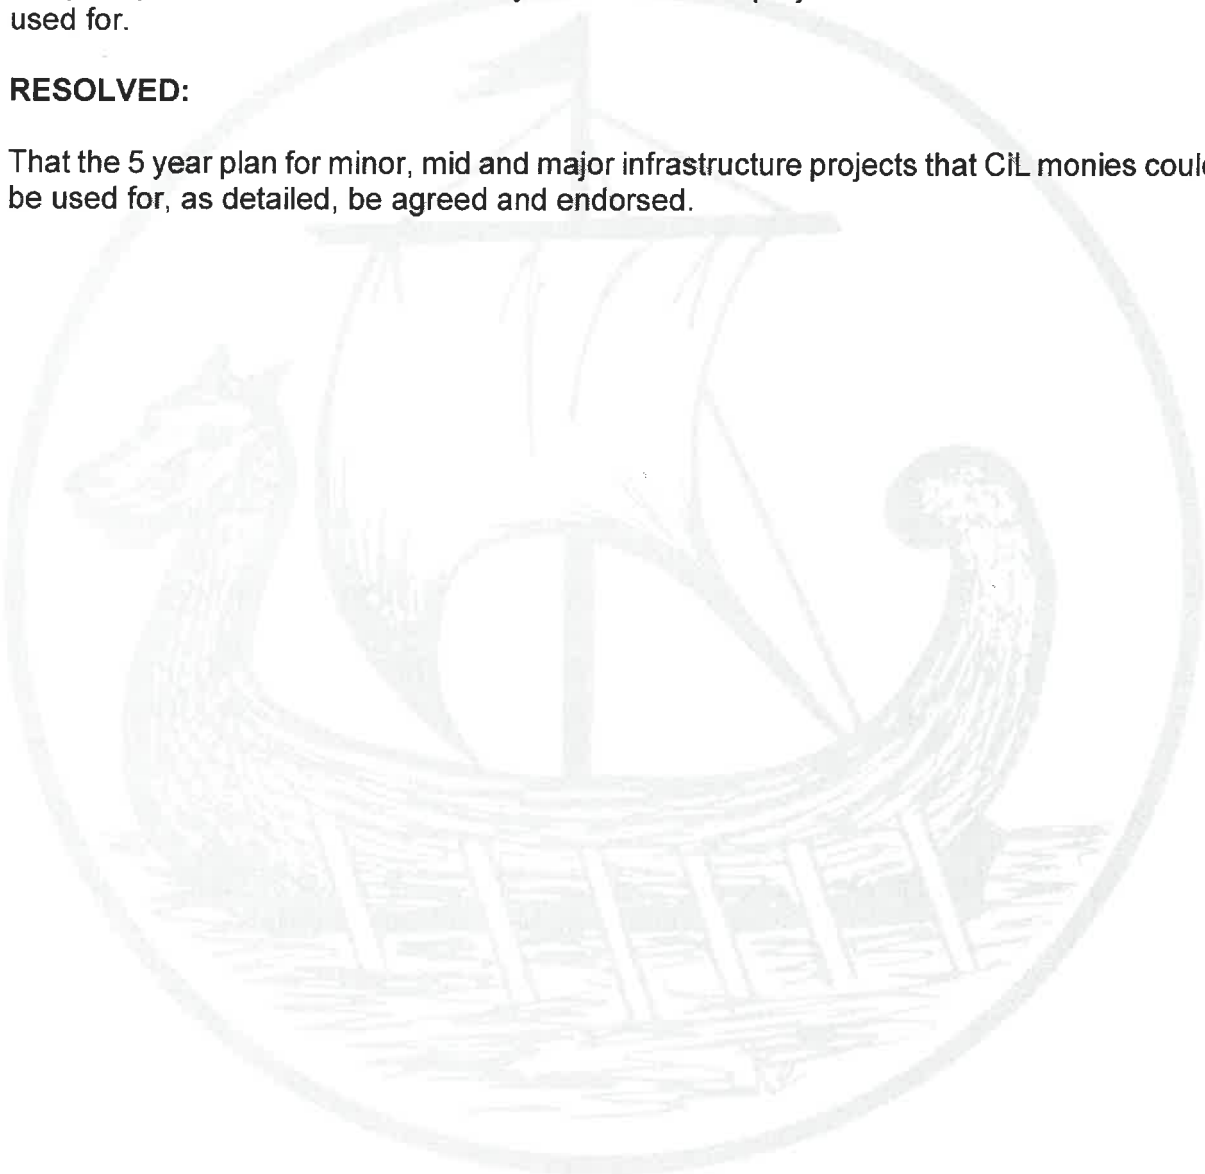 used for.
RESOLVED:
That the 5 year plan for minor, mid and major infrastructure projects that CIL monies could
be used for, as detailed, be agreed and endorsed.